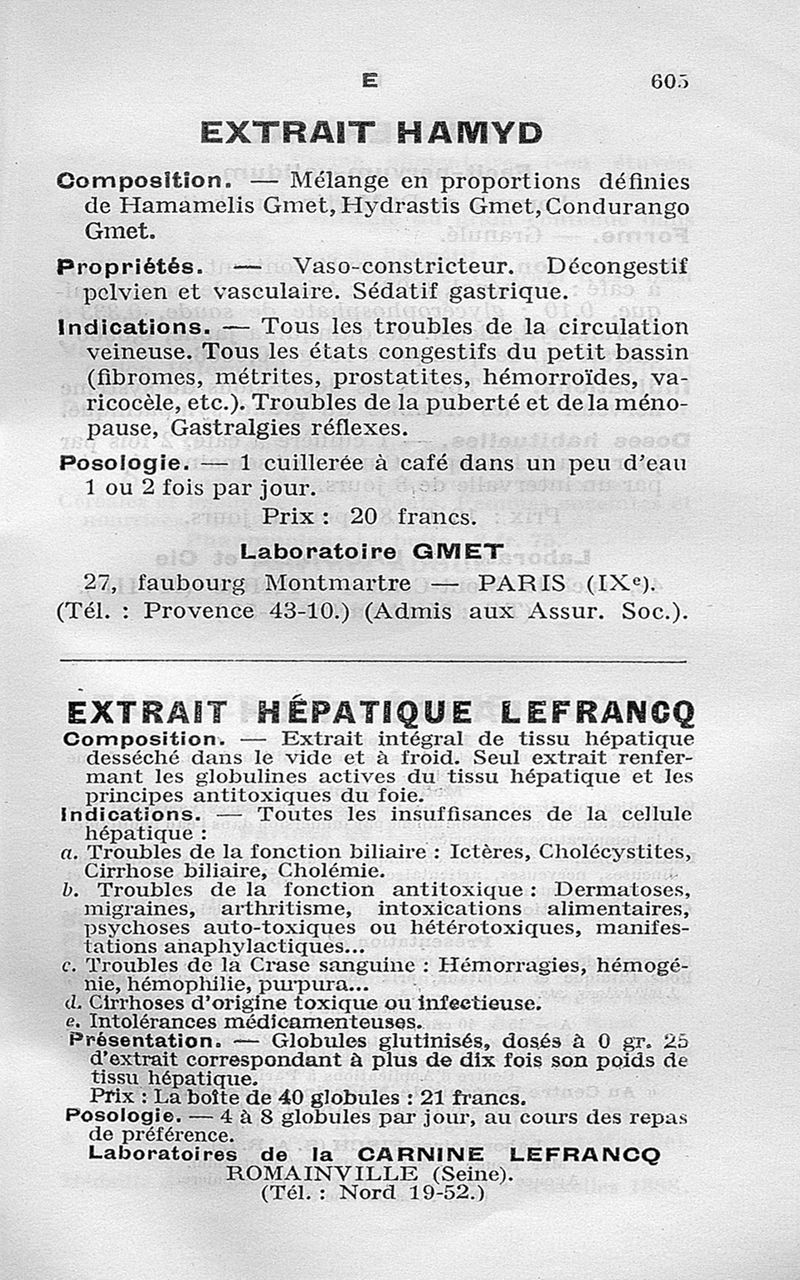 E 605
EXTRAIT HAMYD
Composition. — Mélange en proportions définies
de Hamamelis Gmet, Hydrastis Gmet, Condurango
Gmet.
Propriétés. — Vaso-constricteur. Décongestif
pelvien et vasculaire. Sédatif gastrique.
Indications. — Tous les troubles de la circulation
veineuse. Tous les états congestifs du petit bassin
(fibromes, métrites, prostatites, hémorroïdes, va-
ricocèle, etc.). Troubles de la puberté et de la méno-
pause, Gastralgies réflexes.
Posologie. — 1 cuillerée à café dans un peu d'eau
1 ou 2 fois par jour.
Prix : 20 francs.
Laboratoire GMET
27, faubourg Montmartre — PARIS (IXe).
(Tél. : Provence 43-10.) (Admis aux Assur. Soc.).
EXTRAIT HÉPATIQUE LEFRANCQ
Composition. — Extrait intégral de tissu hépatique
desséché dans le vide et à froid. Seul extrait renfer-
mant les globulines actives du tissu hépatique et les
principes antitoxiques du foie.
Indications. — Toutes les insuffisances de la cellule
hépatique :
a. Troubles de la fonction biliaire : Ictères, Cholécystites,
Cirrhose biliaire, Cholémie.
b. Troubles de la fonction antitoxique : Dermatoses,
migraines, arthritisme, intoxications alimentaires,
psychoses auto-toxiques ou hétérotoxiques, manifes-
tations anaphylactiques...
c. Troubles de la Crase sanguine : Hémorragies, hémogé-
nie, hémophilie, purpura...
d. Cirrhoses d'origine toxique ou infectieuse.
e. Intolérances médicamenteuses.
Présentation. — Globules glutinisés, dosés à 0 gr. 25
d'extrait correspondant à plus de dix fois son poids de
tissu hépatique.
Prix : La boîte de 40 globules : 21 francs.
Posologie. — 4 à 8 globules par jour, au cours des repas
de préférence.
Laboratoires de la CARNINE LEFRANCQ
ROMAINVILLE (Seine).
(Tél. : Nord 19-52.)